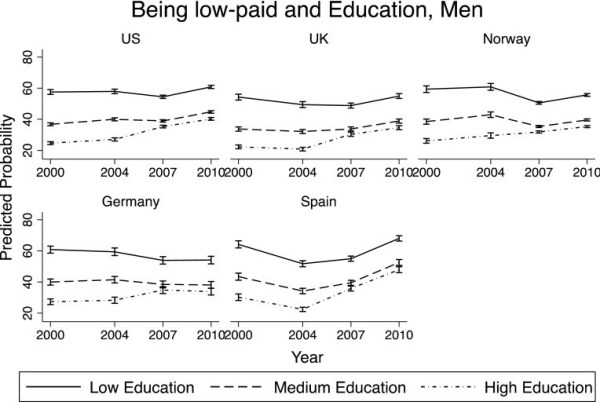 Being low-paid and Education, Men
US
UK
Norway
Predicted Probability
80
60
40
20
2000 2004 2007 2010
2000 2004 2007 2010
2000 2004 2007 2010
Germany
Spain
80
60
40
20
2000 2004 2007 2010
2000 2004 2007 2010
Year
Low Education Medium Education High Education